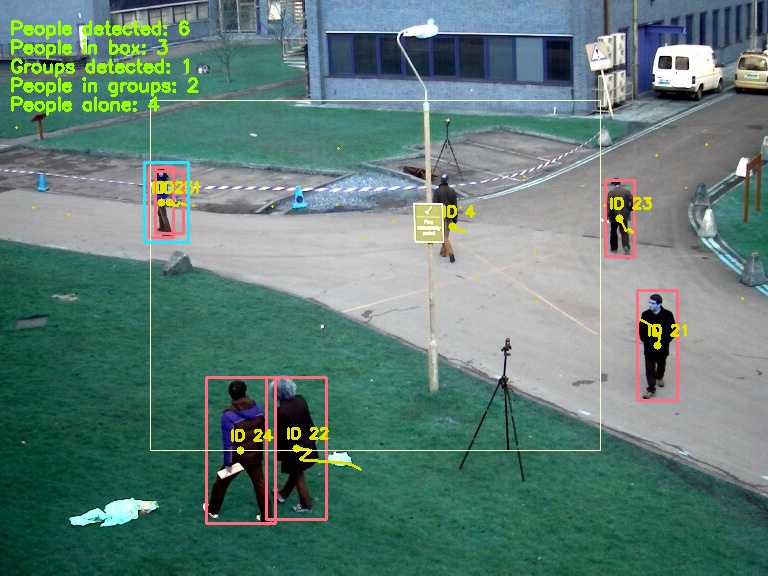 People detected: 6
People in box: 3
Groups detected: 1
People in groups: 2
People alone: 4
ID 4
ID 23
ID 21
ID 24
ID 22